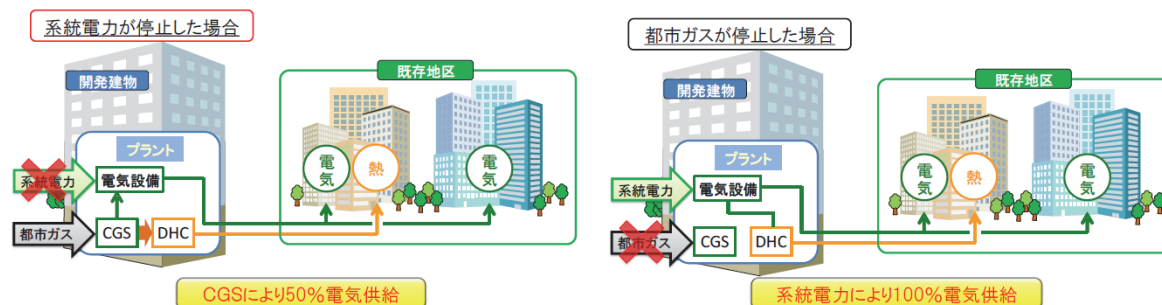 系統電力が停止した場合
開発建物
既存地区
プラント
系統電力
電気設備
都市ガス
CGS
DHC
電気
熱
電気
CGSにより50%電気供給
都市ガスが停止した場合
開発建物
既存地区
プラント
系統電力
電気設備
都市ガス
CGS
DHC
電気
熱
電気
系統電力により100%電気供給